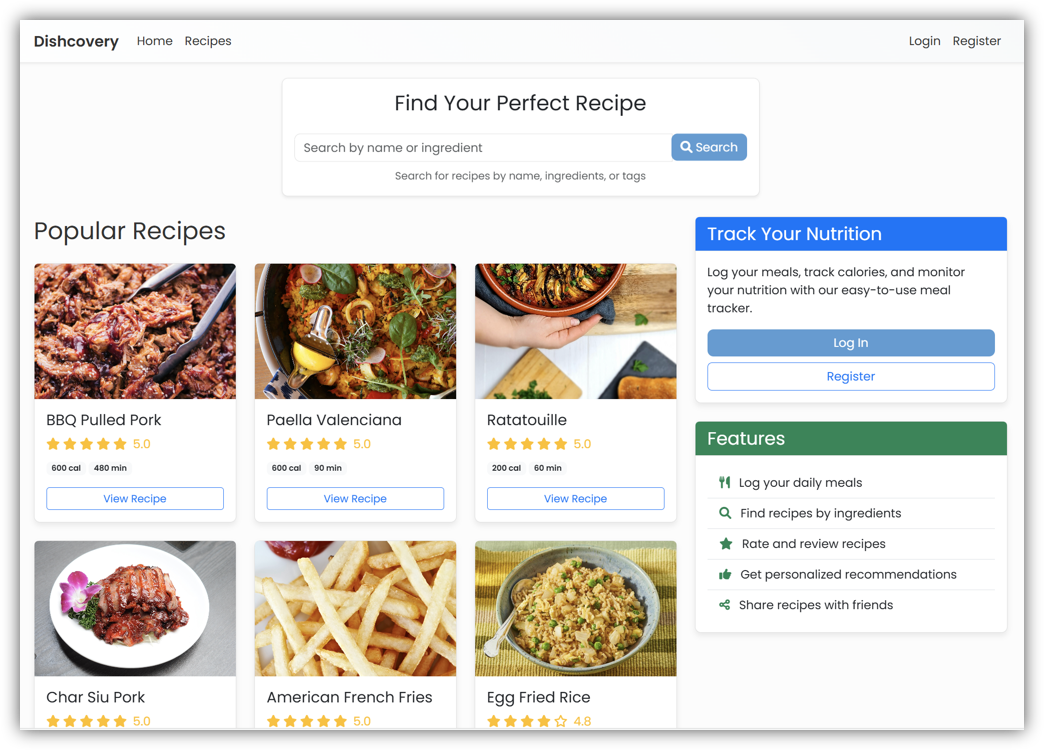 Dishcovery Home Recipes Login Register
Find Your Perfect Recipe
Search by name or ingredient Search
Search for recipes by name, ingredients, or tags
Popular Recipes
BBQ Pulled Pork
5.0
600 cal 480 min
View Recipe
Paella Valenciana
5.0
600 cal 90 min
View Recipe
Ratatouille
5.0
200 cal 60 min
View Recipe
Char Siu Pork
5.0
American French Fries
5.0
Egg Fried Rice
4.8
Track Your Nutrition
Log your meals, track calories, and monitor
your nutrition with our easy-to-use meal
tracker.
Log In
Register
Features
Log your daily meals
Find recipes by ingredients
Rate and review recipes
Get personalized recommendations
Share recipes with friends